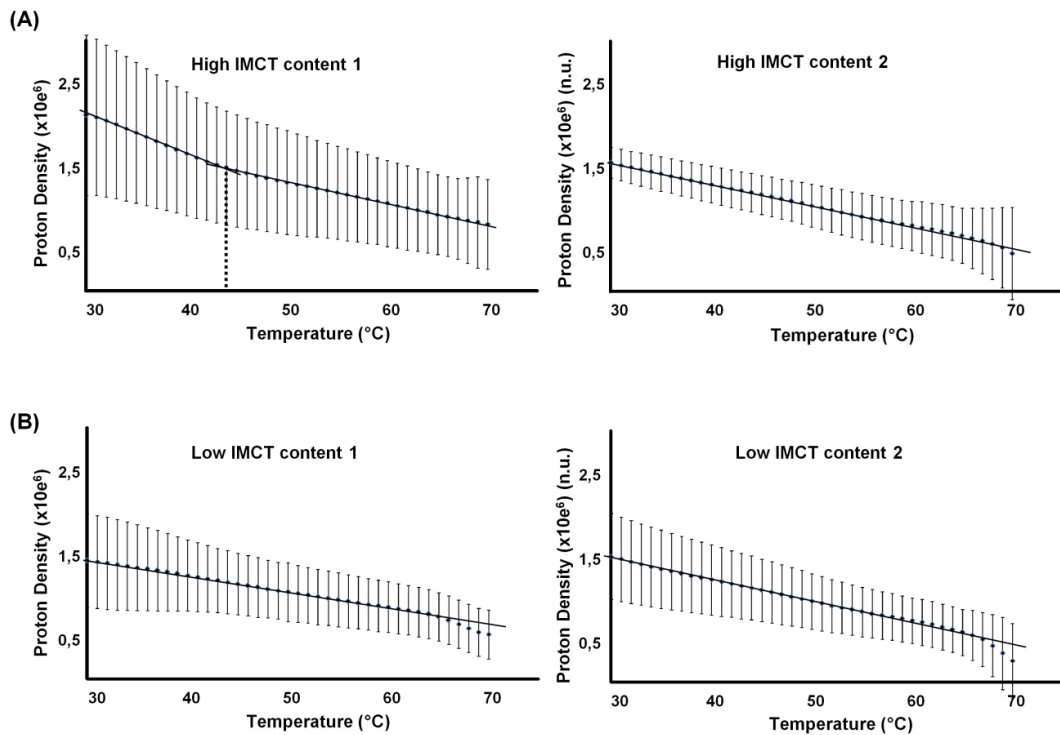 (A)
High IMCT content 1
Proton Density (x10e⁶)
2,5
1,5
0,5
30 40 50 60 70
Temperature (°C)
High IMCT content 2
Proton Density (x10e⁶) (n.u.)
2,5
1,5
0,5
30 40 50 60 70
Temperature (°C)
(B)
Low IMCT content 1
Proton Density (x10e⁶)
2,5
1,5
0,5
30 40 50 60 70
Temperature (°C)
Low IMCT content 2
Proton Density (x10e⁶) (n.u.)
2,5
1,5
0,5
30 40 50 60 70
Temperature (°C)